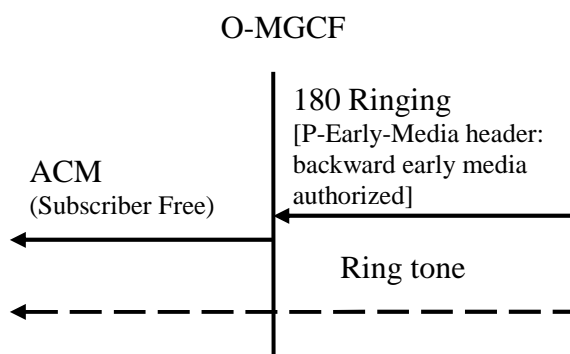 O-MGCF
180 Ringing
[P-Early-Media header:
backward early media
authorized]
ACM
(Subscriber Free)
Ring tone